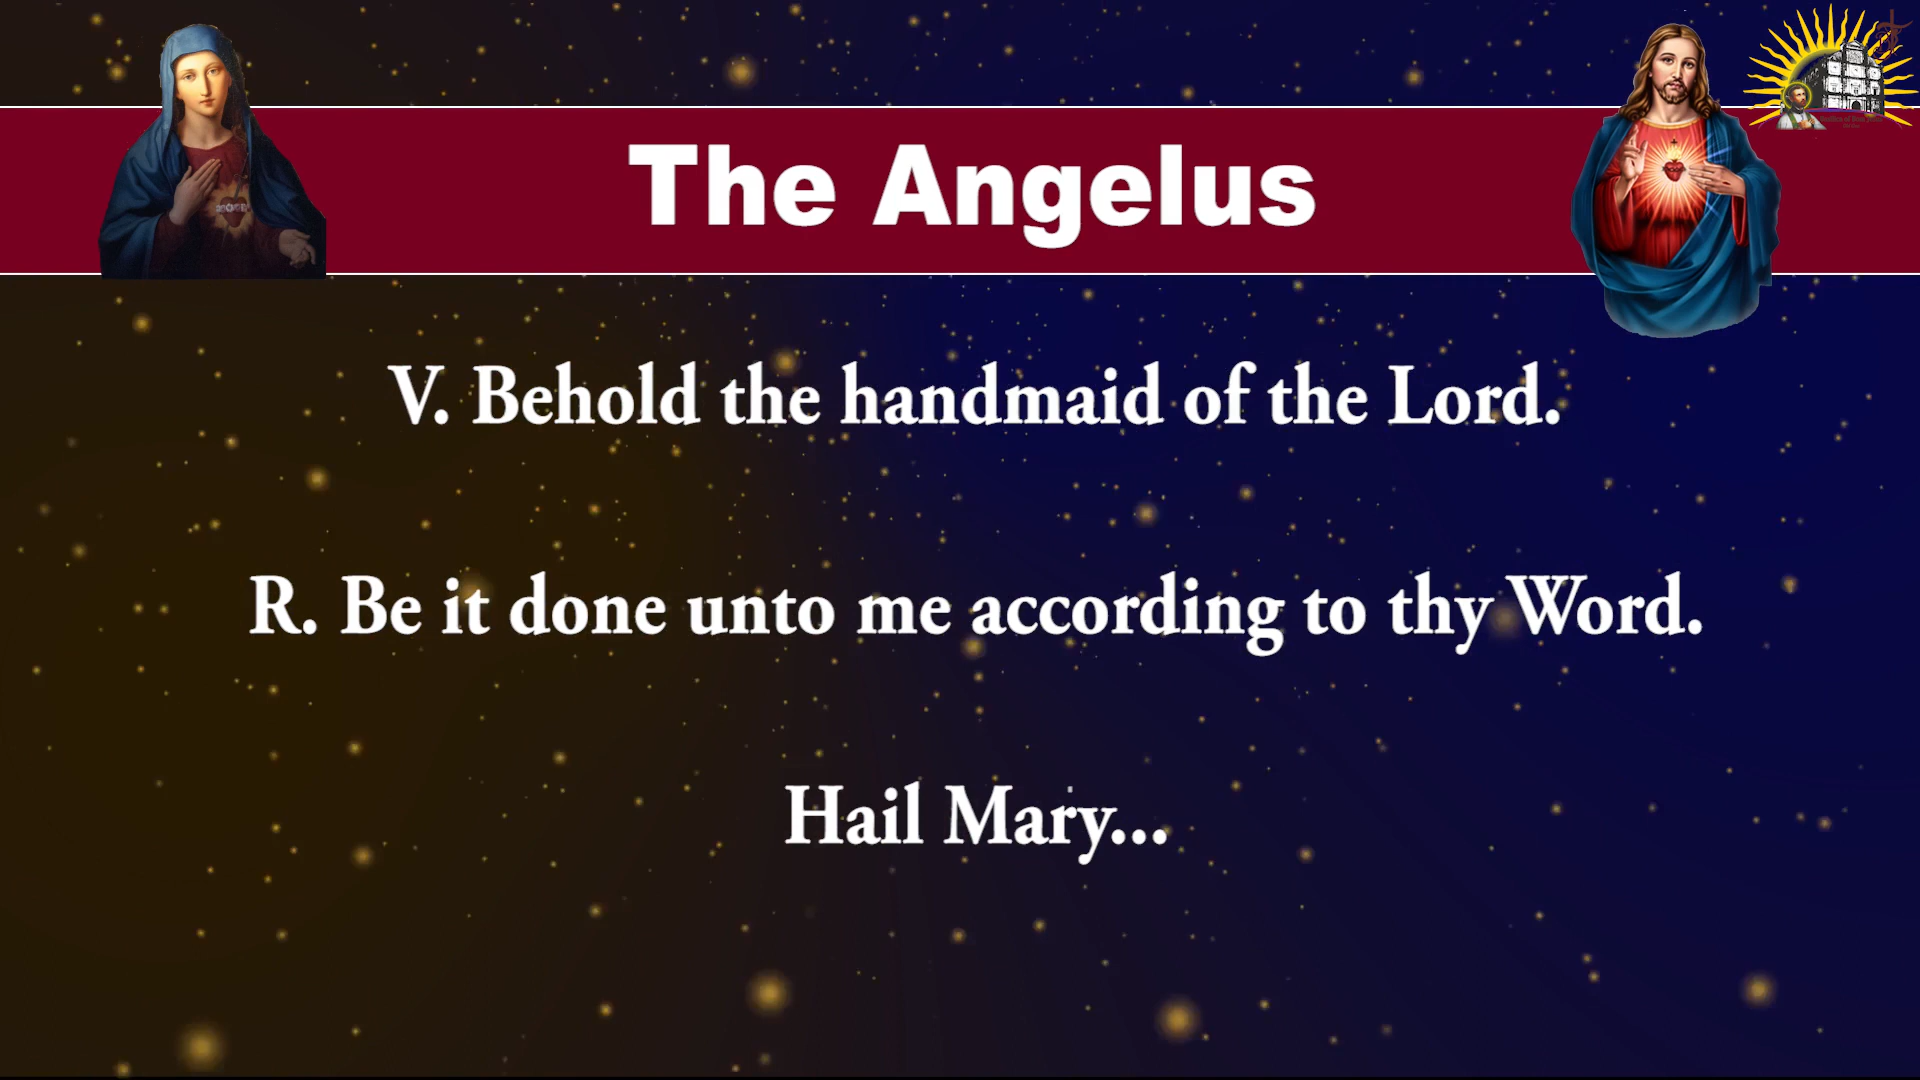 The Angelus
V. Behold the handmaid of the Lord.
R. Be it done unto me according to thy Word.
Hail Mary...